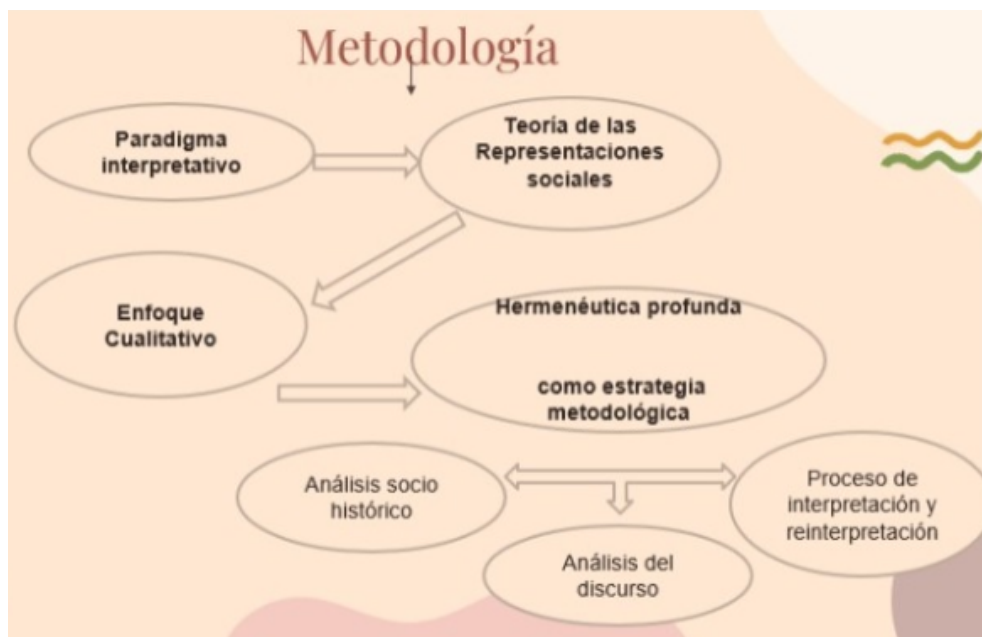 Metodología
Paradigma
interpretativo
Teoría de las
Representaciones
sociales
Enfoque
Cualitativo
Hermenéutica profunda
como estrategia
metodológica
Análisis socio
histórico
Análisis del
discurso
Proceso de
interpretación y
reinterpretación